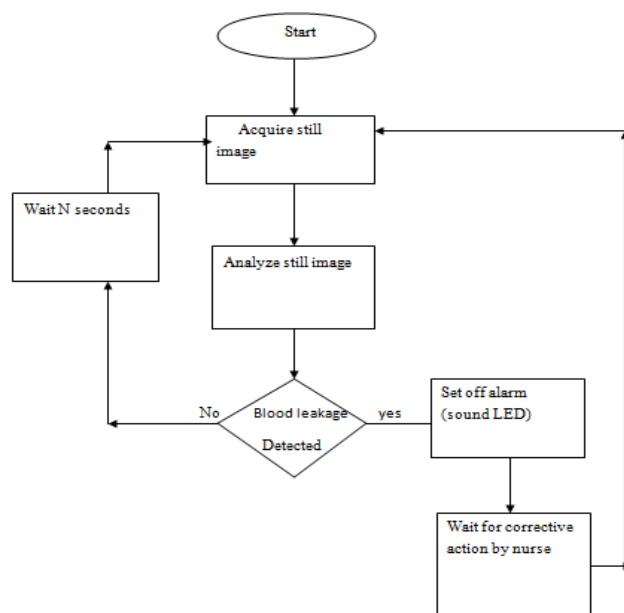 Start
Acquire still
image
Wait N seconds
Analyze still image
No
Blood leakage
yes
Detected
Set off alarm
(sound LED)
Wait for corrective
action by nurse